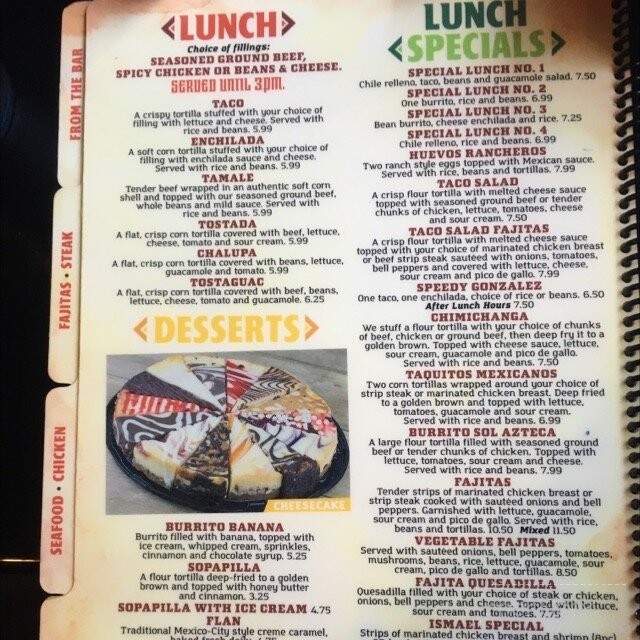 FROM THE BAR
FAJITAS • STEAK
SEAFOOD • CHICKEN
<LUNCH>
Choice of fillings:
SEASONED GROUND BEEF,
SPICY CHICKEN OR BEANS & CHEESE.
SERVED UNTIL 3PM.
TACO
A crispy tortilla stuffed with your choice of
filling with lettuce and cheese. Served with
rice and beans. 5.99
ENCHILADA
A soft corn tortilla stuffed with your choice of
filling with enchilada sauce and cheese.
Served with rice and beans. 5.99
TAMALE
Tender beef wrapped in an authentic soft corn
shell and topped with our seasoned ground beef,
whole beans and mild sauce. Served with
rice and beans. 5.99
TOSTADA
A flat, crisp corn tortilla covered with beef, lettuce,
cheese, tomato and sour cream. 5.99
CHALUPA
A flat, crisp corn tortilla covered with beans, lettuce,
guacamole and tomato. 5.99
TOSTAGUAC
A flat, crisp corn tortilla covered with beef, beans,
lettuce, cheese, tomato and guacamole. 6.25
<DESSERTS>
CHEESECAKE
BURRITO BANANA
Burrito filled with banana, topped with
ice cream, whipped cream, sprinkles,
cinnamon and chocolate syrup. 5.25
SOPAPILLA
A flour tortilla deep-fried to a golden
brown and topped with honey butter
and cinnamon. 3.25
SOPAPILLA WITH ICE CREAM 4.75
FLAN
Traditional Mexico-City style creme caramel,
baked fresh daily. 4.75
LUNCH
<SPECIALS>
SPECIAL LUNCH NO. 1
Chile relleno, taco, beans and guacamole salad. 7.50
SPECIAL LUNCH NO. 2
One burrito, rice and beans. 6.99
SPECIAL LUNCH NO. 3
Bean burrito, cheese enchilada and rice. 7.25
SPECIAL LUNCH NO. 4
Chile relleno, rice and beans. 6.99
HUEVOS RANCHEROS
Two ranch style eggs topped with Mexican sauce.
Served with rice, beans and tortillas. 7.99
TACO SALAD
A crisp flour tortilla with melted cheese sauce
topped with seasoned ground beef or tender
chunks of chicken, lettuce, tomatoes, cheese
and sour cream. 7.50
TACO SALAD FAJITAS
A crisp flour tortilla with melted cheese sauce
topped with your choice of marinated chicken breast
or beef strip steak sautéed with onions, tomatoes,
bell peppers and covered with lettuce, cheese,
sour cream and pico de gallo. 7.99
SPEEDY GONZALEZ
One taco, one enchilada, choice of rice or beans. 6.50
After Lunch Hours 7.50
CHIMICHANGA
We stuff a flour tortilla with your choice of chunks
of beef, chicken or ground beef, then deep fry it to a
golden brown. Topped with cheese sauce, lettuce,
sour cream, guacamole and pico de gallo.
Served with rice and beans. 7.50
TAQUITOS MEXICANOS
Two corn tortillas wrapped around your choice of
strip steak or marinated chicken breast. Deep fried
to a golden brown and topped with lettuce,
tomatoes, guacamole and sour cream.
Served with rice and beans. 6.99
BURRITO SOL AZTECA
A large flour tortilla filled with seasoned ground
beef or tender chunks of chicken. Topped with
lettuce, tomatoes, sour cream and cheese.
Served with rice and beans. 7.99
FAJITAS
Tender strips of marinated chicken breast or
strip steak cooked with sautéed onions and bell
peppers. Garnished with lettuce, guacamole,
sour cream and pico de gallo. Served with rice,
beans and tortillas. 10.50 Mixed 11.50
VEGETABLE FAJITAS
Served with sautéed onions, bell peppers, tomatoes,
mushrooms, beans, rice, lettuce, guacamole, sour
cream, pico de gallo and tortillas. 8.50
FAJITA QUESADILLA
Quesadilla filled with your choice of steak or chicken,
onions, bell peppers and cheese. Topped with lettuce,
sour cream and tomatoes. 7.75
ISMAEL SPECIAL
Strips of marinated chicken breast and shrimp (no